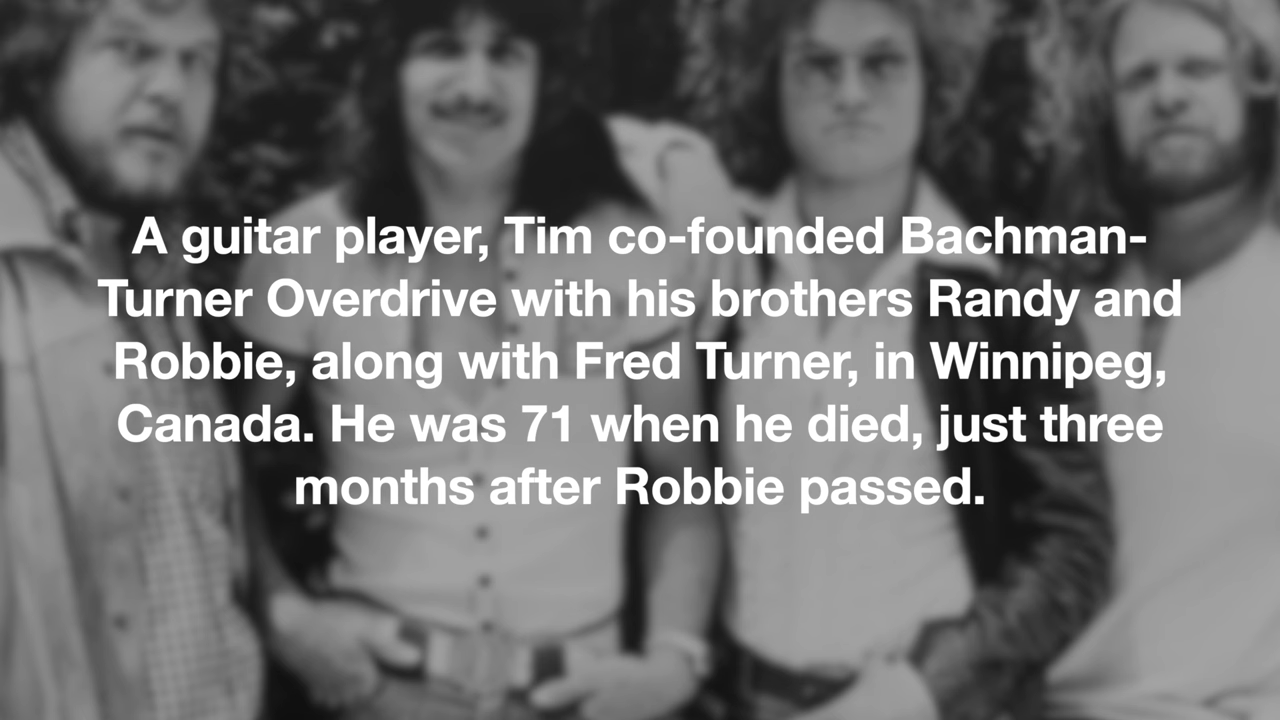 A guitar player, Tim co-founded Bachman-
Turner Overdrive with his brothers Randy and
Robbie, along with Fred Turner, in Winnipeg,
Canada. He was 71 when he died, just three
months after Robbie passed.